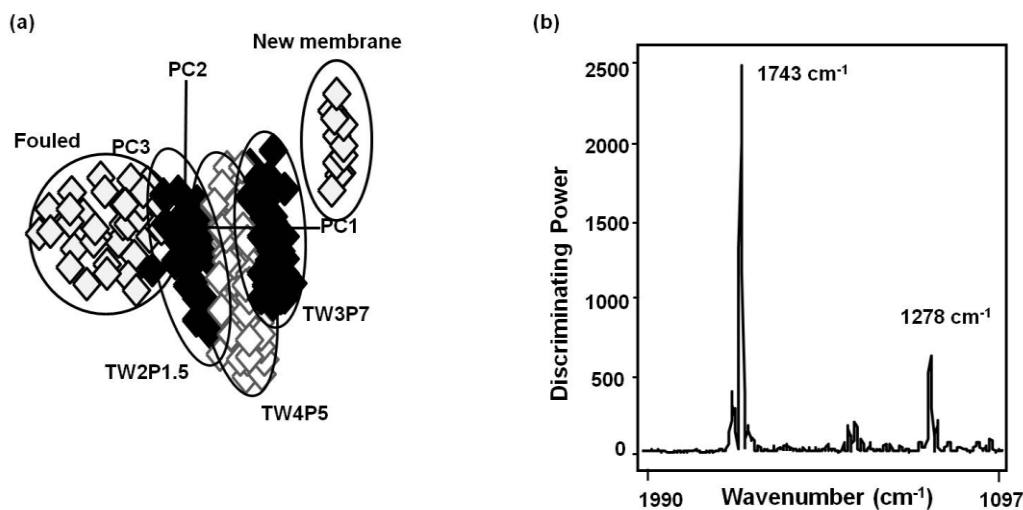 (a)
New membrane
PC2
Fouled
PC3
PC1
TW3P7
TW2P1.5
TW4P5
(b)
2500
2000
1500
1000
500
0
Discriminating Power
1743 cm⁻¹
1278 cm⁻¹
1990 Wavenumber (cm⁻¹) 1097